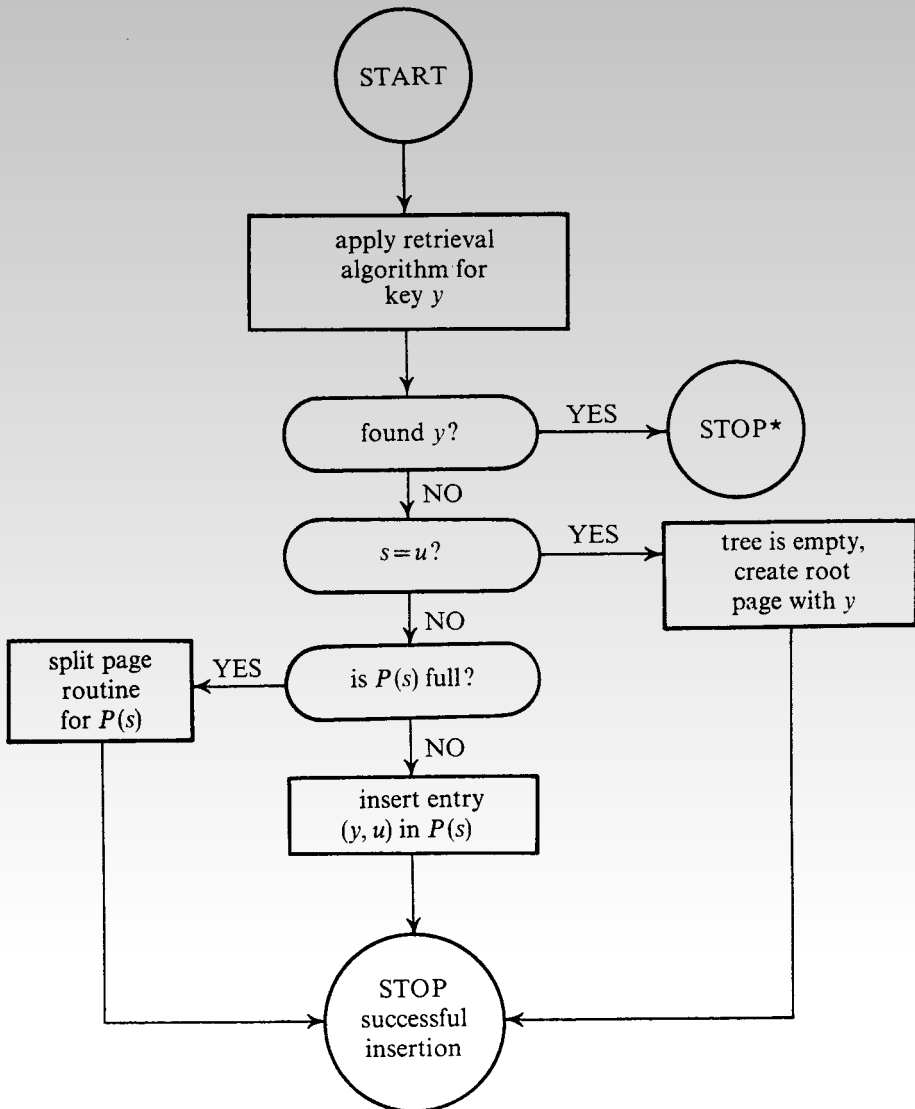 START
apply retrieval
algorithm for
key y
found y?
YES
STOP★
NO
s=u?
YES
tree is empty,
create root
page with y
NO
split page
routine
for P(s)
YES
is P(s) full?
NO
insert entry
(y, u) in P(s)
STOP
successful
insertion